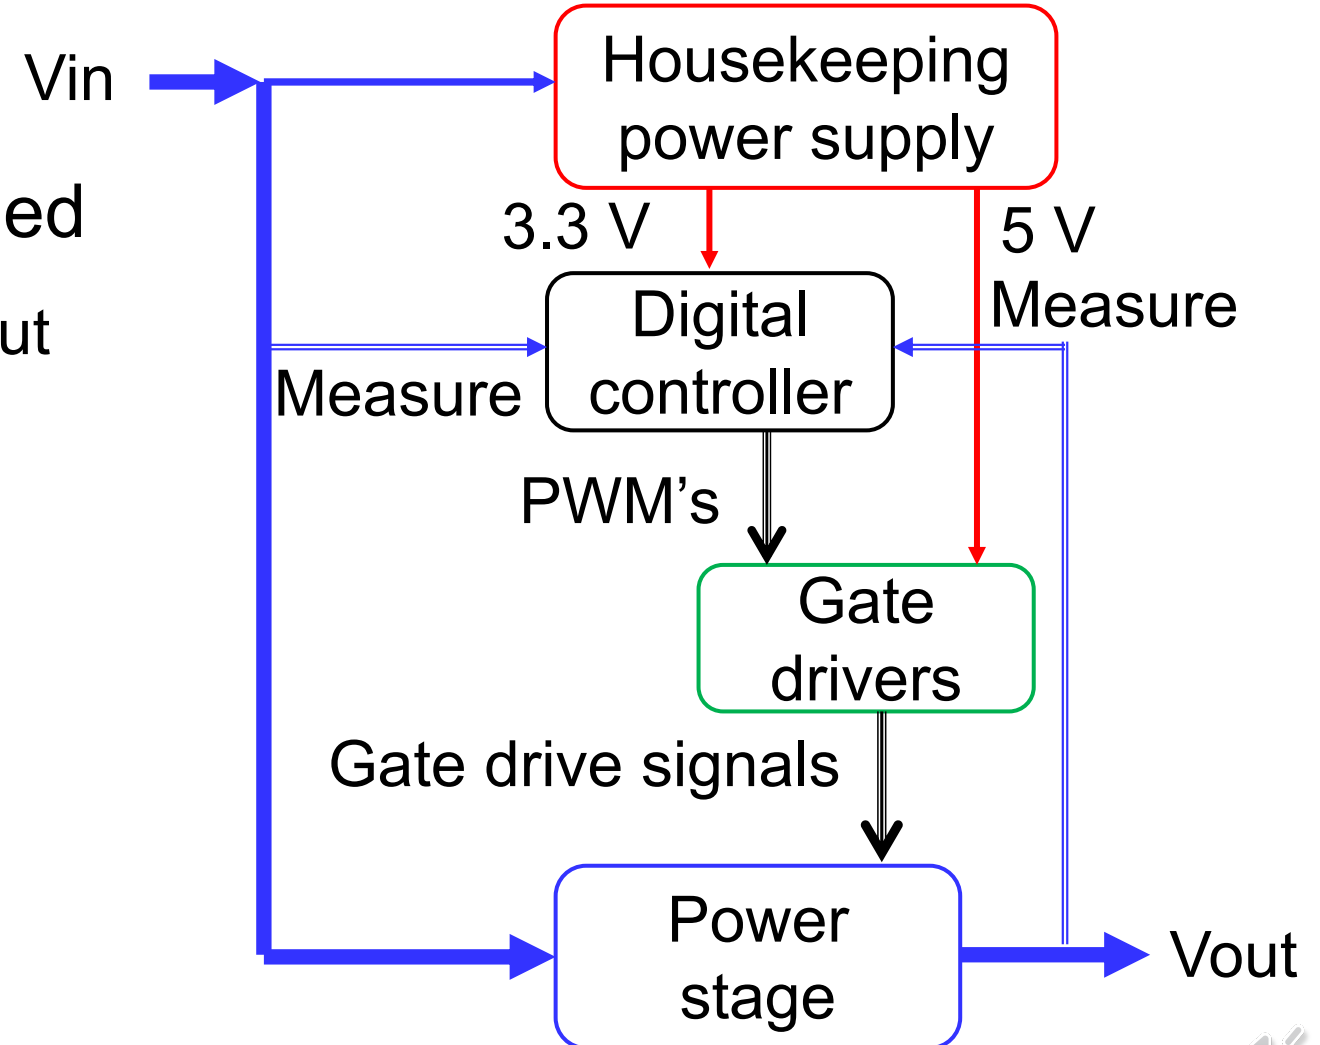 Vin
Housekeeping
power supply
ed
3.3 V
5 V
ut
Measure
Digital
controller
Measure
PWM's
Gate
drivers
Gate drive signals
Power
stage
Vout